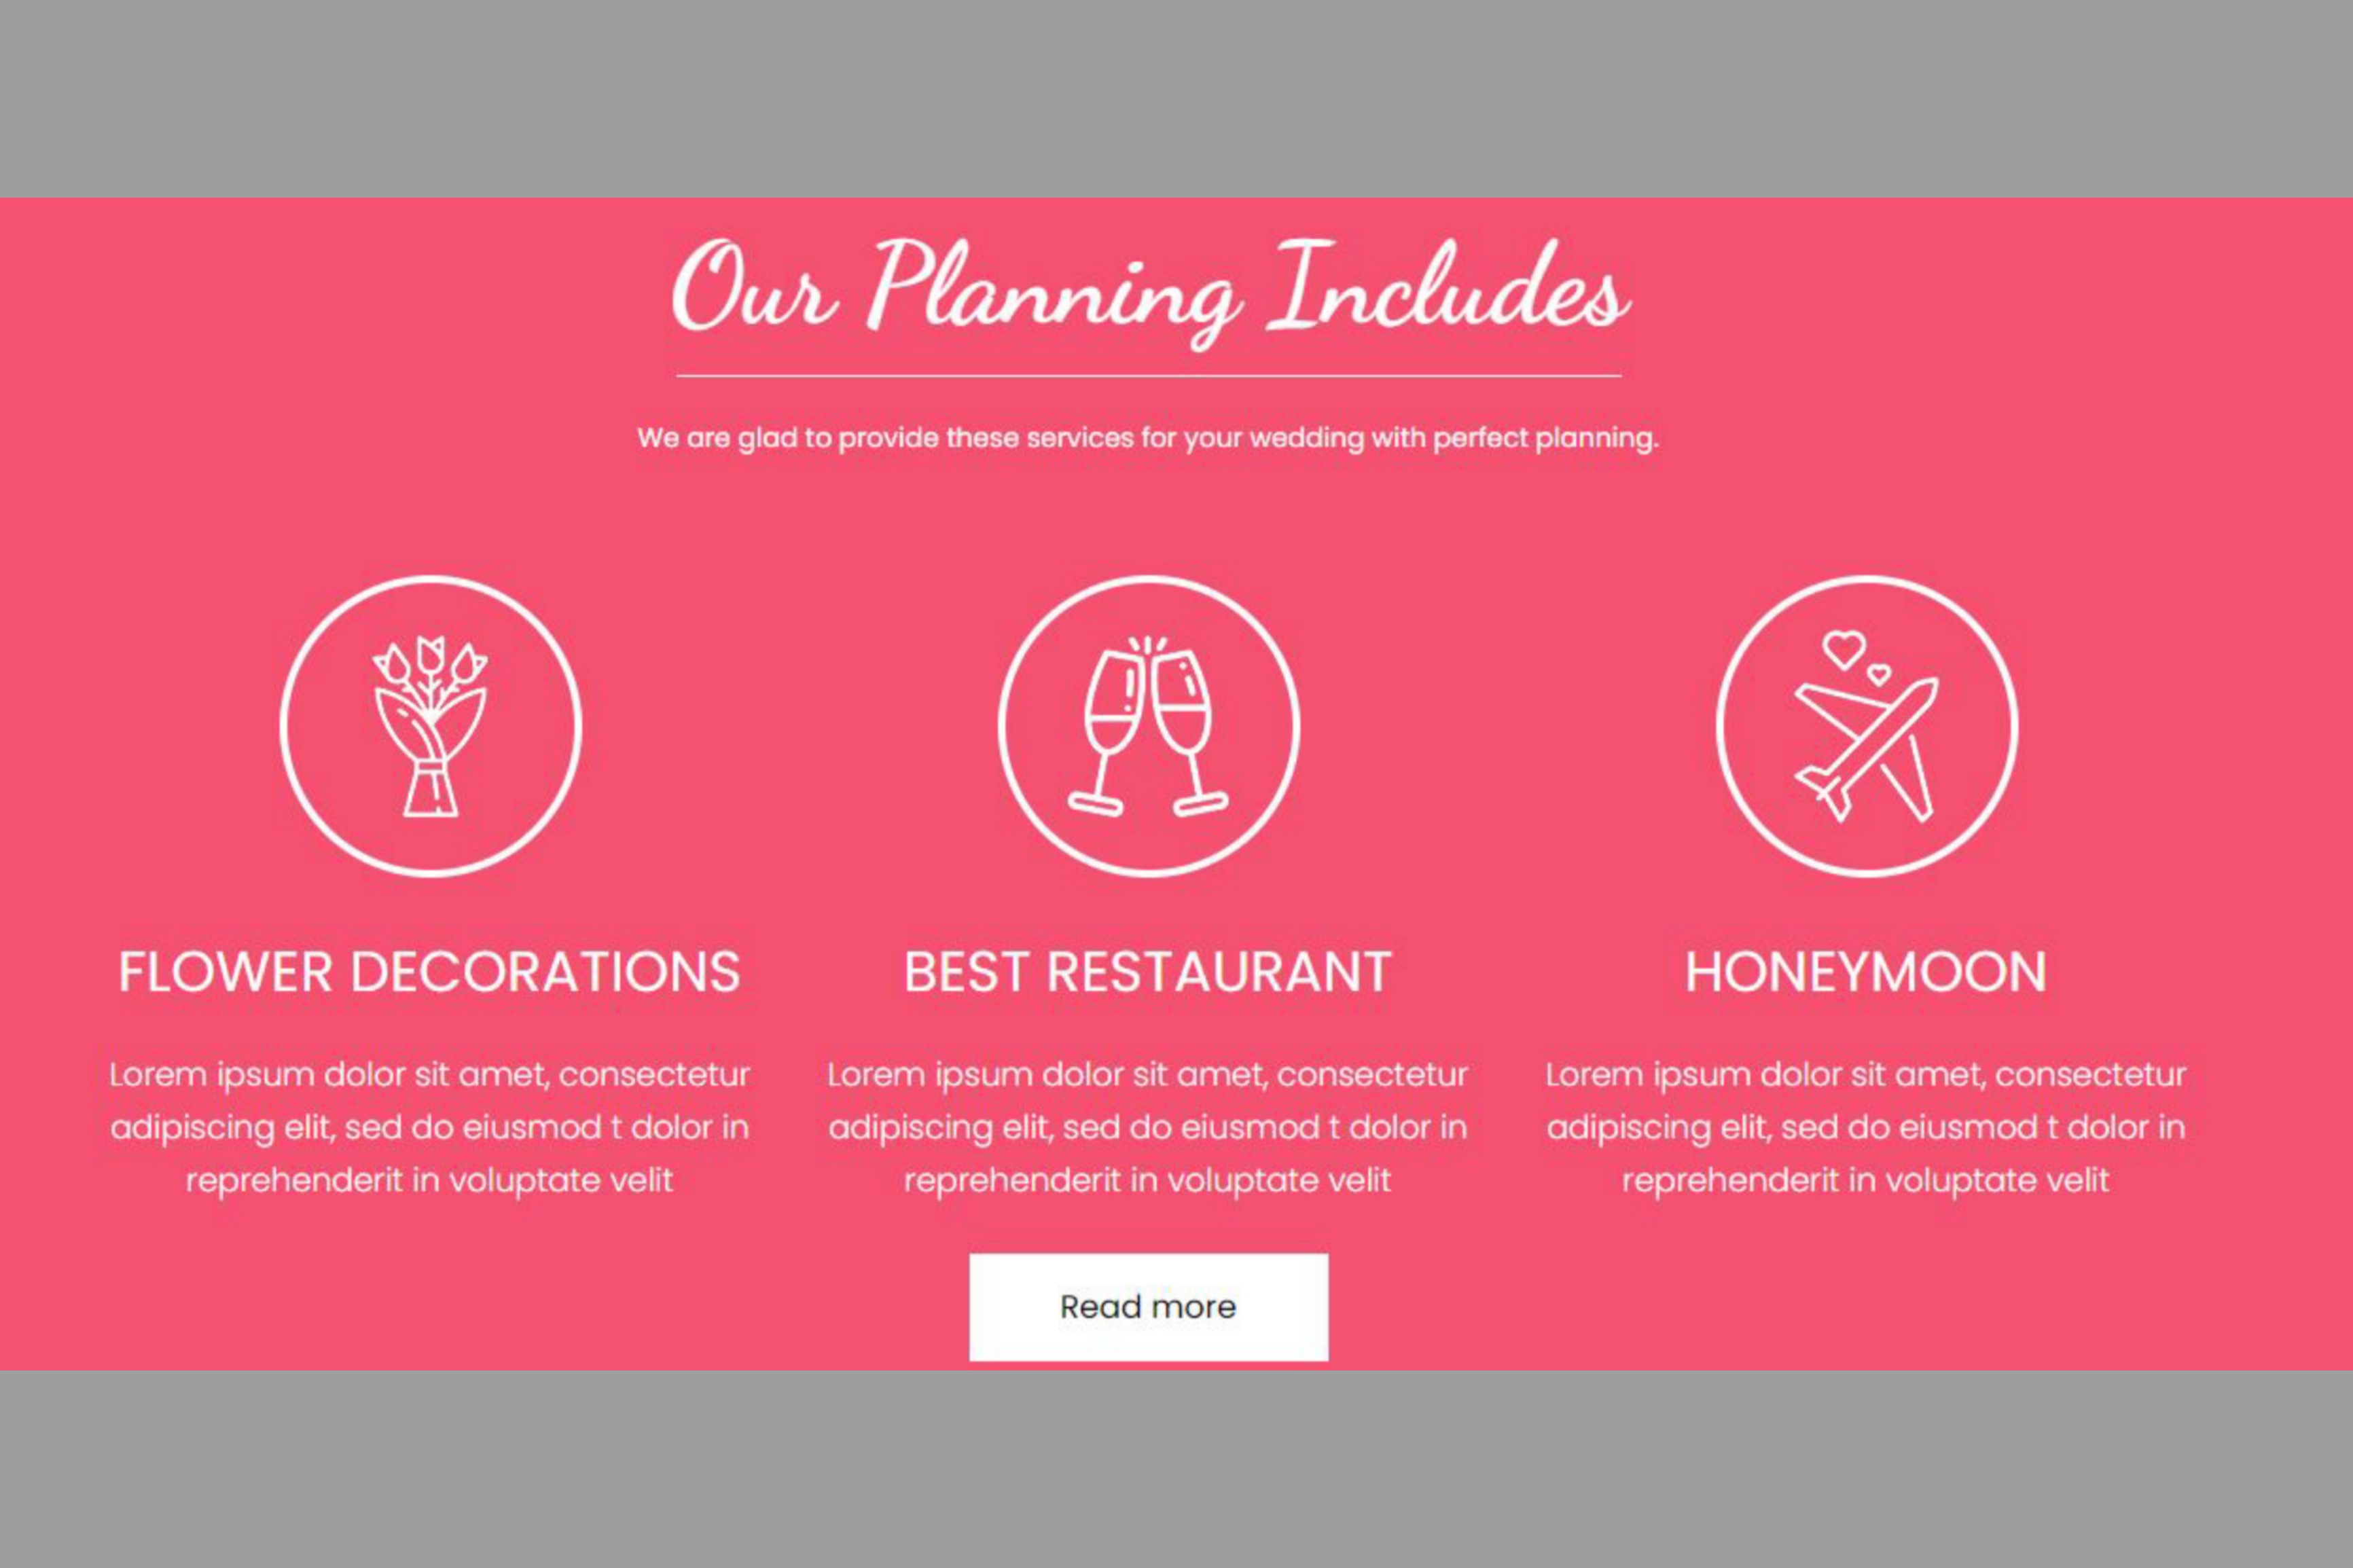 Our Planning Includes
We are glad to provide these services for your wedding with perfect planning.
FLOWER DECORATIONS
Lorem ipsum dolor sit amet, consectetur
adipiscing elit, sed do eiusmod t dolor in
reprehenderit in voluptate velit
BEST RESTAURANT
Lorem ipsum dolor sit amet, consectetur
adipiscing elit, sed do eiusmod t dolor in
reprehenderit in voluptate velit
HONEYMOON
Lorem ipsum dolor sit amet, consectetur
adipiscing elit, sed do eiusmod t dolor in
reprehenderit in voluptate velit
Read more